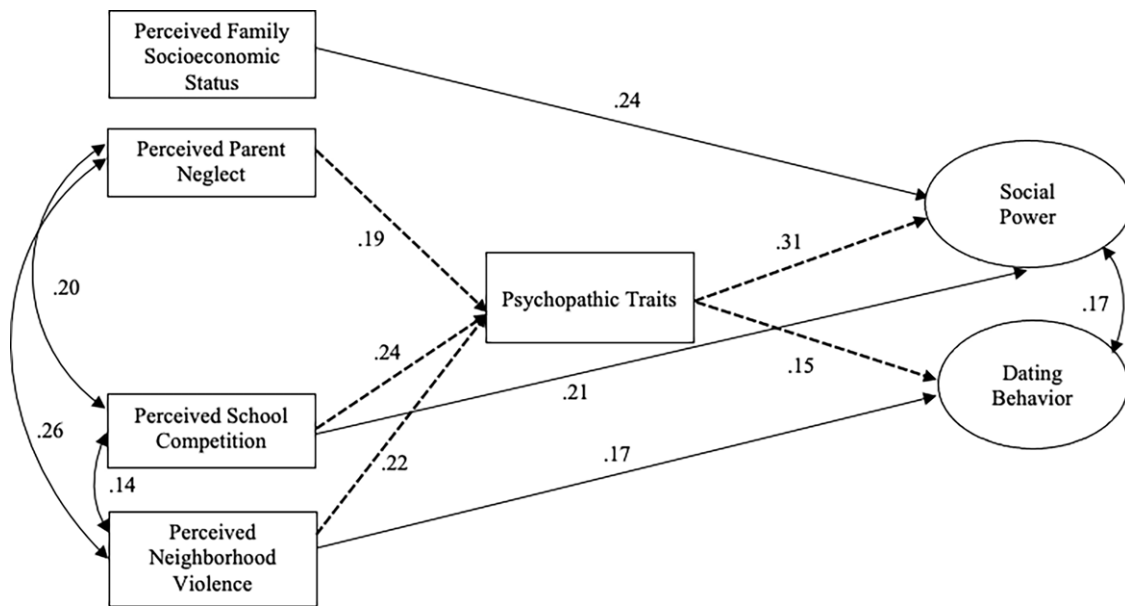 Perceived Family
Socioeconomic
Status
.24
Perceived Parent
Neglect
Social
Power
.19
.31
.20
Psychopathic Traits
.17
.24
.15
.21
Dating
Behavior
Perceived School
Competition
.26
.22
.17
.14
Perceived
Neighborhood
Violence